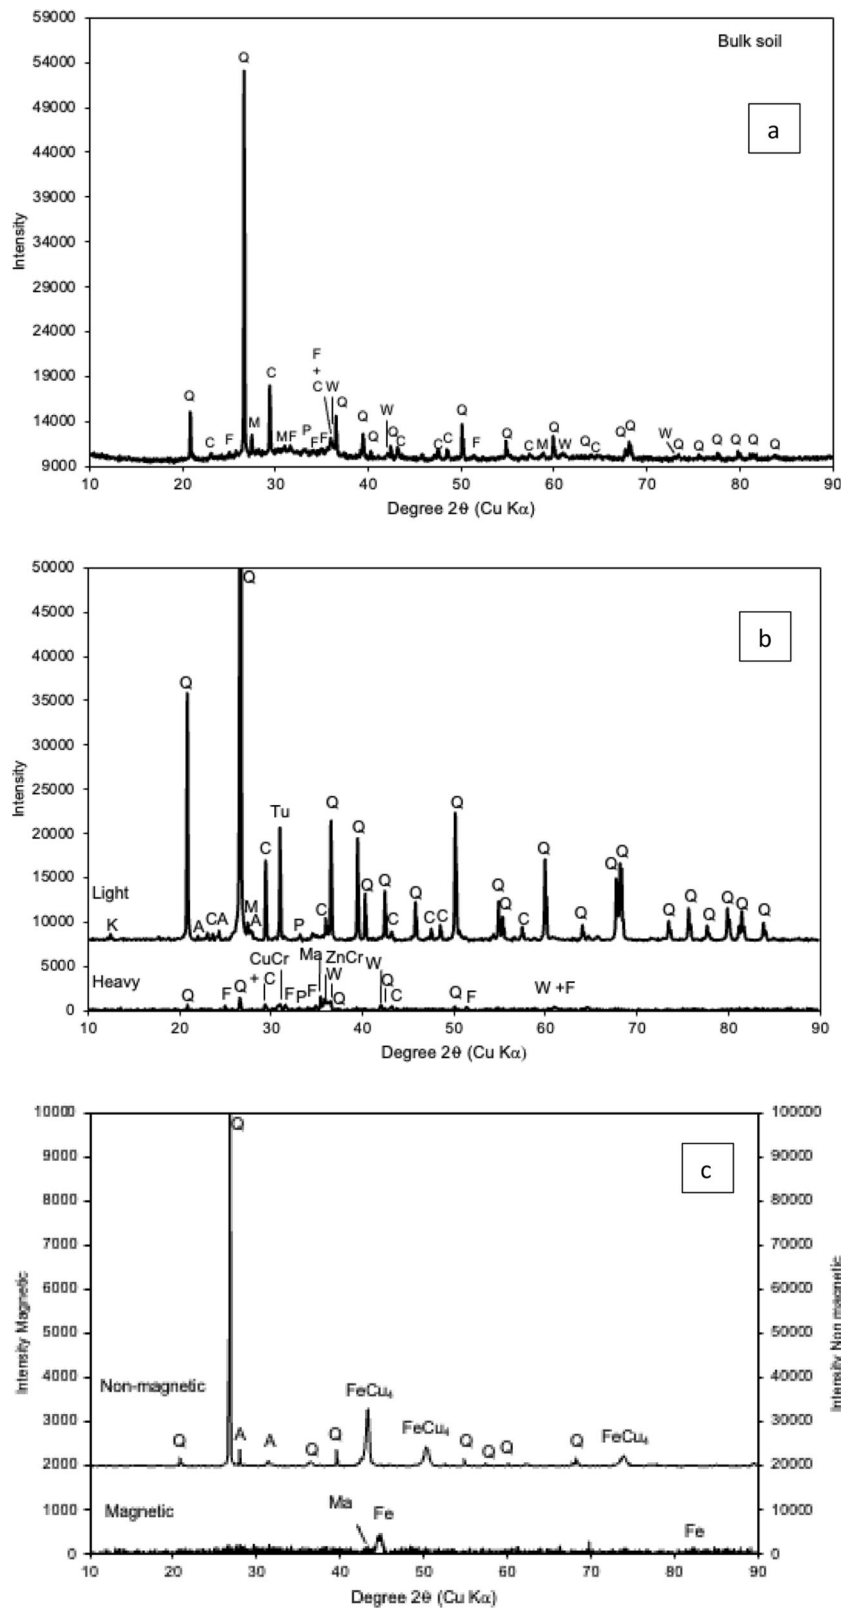 59000
54000
49000
44000
39000
34000
29000
24000
19000
14000
9000
Intensity
Bulk soil
a
Q
Q
C
F
M
C
M
F
P
F
F
F
+
C
W
Q
Q
Q
W
Q
C
C
C
Q
F
Q
C
M
Q
W
Q
C
Q
Q
W
Q
Q
Q
Q
Q
Q
10 20 30 40 50 60 70 80 90
Degree 2θ (Cu Kα)
50000
45000
40000
35000
30000
25000
20000
15000
10000
5000
0
Intensity
b
Light
K
Q
A
C
A
Q
M
A
C
Tu
P
C
Q
Q
Q
Q
C
Q
C
C
Q
Q
Q
C
Q
Q
Q
Q
Q
Q
Q
Q
Q
Q
Heavy
Q
F
Q
+
C
CuCr
F
P
F
Ma
ZnCr
W
Q
W
Q
C
Q
F
W +F
10 20 30 40 50 60 70 80 90
Degree 2θ (Cu Kα)
10000
9000
8000
7000
6000
5000
4000
3000
2000
1000
0
Intensity Magnetic
100000
90000
80000
70000
60000
50000
40000
30000
20000
10000
0
Intensity Non magnetic
c
Non-magnetic
Q
Q
A
A
Q
Q
FeCu₄
FeCu₄
Q
Q
Q
Q
FeCu₄
Magnetic
Ma
Fe
Fe
10 20 30 40 50 60 70 80 90
Degree 2θ (Cu Kα)